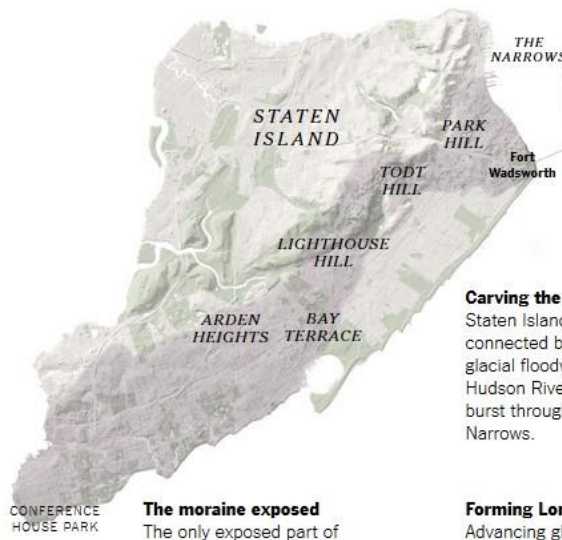 THE
NARROWS
STATEN
ISLAND
PARK
HILL
Fort
Wadsworth
TODT
HILL
LIGHTHOUSE
HILL
ARDEN
HEIGHTS
BAY
TERRACE
Carving the
Staten Island
connected b
glacial floodw
Hudson River
burst through
Narrows.
CONFERENCE
HOUSE PARK
The moraine exposed
The only exposed part of
Forming Lon
Advancing gl